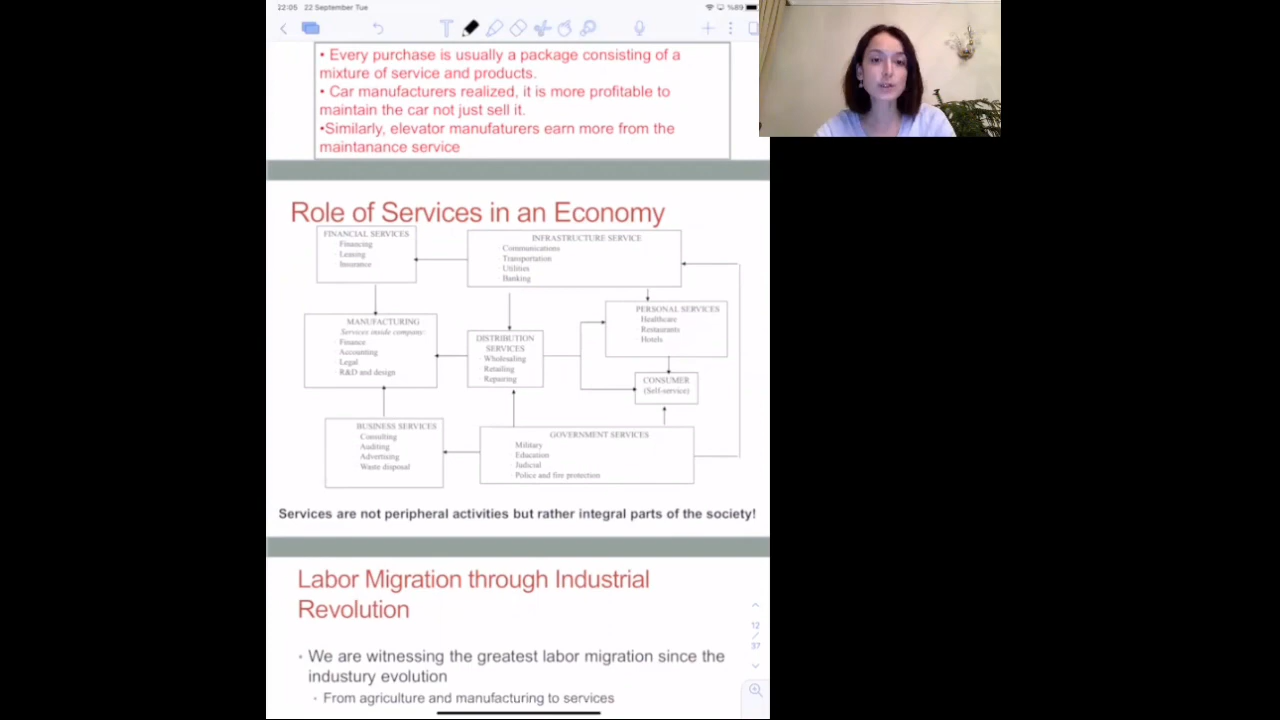 22:05 22 September Tue
%89
• Every purchase is usually a package consisting of a
mixture of service and products.
• Car manufacturers realized, it is more profitable to
maintain the car not just sell it.
•Similarly, elevator manufaturers earn more from the
maintanance service
Role of Services in an Economy
FINANCIAL SERVICES
Financing
Leasing
Insurance
INFRASTRUCTURE SERVICE
Communications
Transportation
Utilities
Banking
MANUFACTURING
Services inside company:
Finance
Accounting
Legal
R&D and design
DISTRIBUTION
SERVICES
Wholesaling
Retailing
Repairing
PERSONAL SERVICES
Healthcare
Restaurants
Hotels
CONSUMER
(Self-service)
BUSINESS SERVICES
Consulting
Auditing
Advertising
Waste disposal
GOVERNMENT SERVICES
Military
Education
Judicial
Police and fire protection
Services are not peripheral activities but rather integral parts of the society!
Labor Migration through Industrial
Revolution
• We are witnessing the greatest labor migration since the
industury evolution
• From agriculture and manufacturing to services
12
/
37